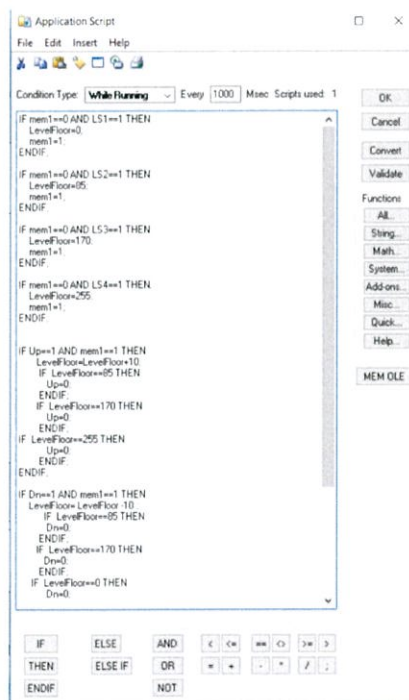 Application Script
File Edit Insert Help
Condition Type: While Running Every 1000 Msec Scripts used: 1
IF mem1==0 AND LS1==1 THEN
LevelFloor=0;
mem1=1;
ENDIF;
IF mem1==0 AND LS2==1 THEN
LevelFloor=85;
mem1=1;
ENDIF;
IF mem1==0 AND LS3==1 THEN
LevelFloor=170;
mem1=1;
ENDIF;
IF mem1==0 AND LS4==1 THEN
LevelFloor=255;
mem1=1;
ENDIF;
IF Up==1 AND mem1==1 THEN
LevelFloor=LevelFloor+10;
IF LevelFloor==85 THEN
Up=0;
ENDIF;
IF LevelFloor==170 THEN
Up=0;
ENDIF;
IF LevelFloor==255 THEN
Up=0;
ENDIF;
ENDIF;
IF Dn==1 AND mem1==1 THEN
LevelFloor= LevelFloor -10;
IF LevelFloor==85 THEN
Dn=0;
ENDIF;
IF LevelFloor==170 THEN
Dn=0;
ENDIF;
IF LevelFloor==0 THEN
Dn=0;
OK
Cancel
Convert
Validate
Functions
All...
String...
Math...
System...
Add-ons...
Misc...
Quick...
Help...
MEM OLE
IF ELSE AND < <= == <> >= >
THEN ELSE IF OR = + - * / ;
ENDIF NOT